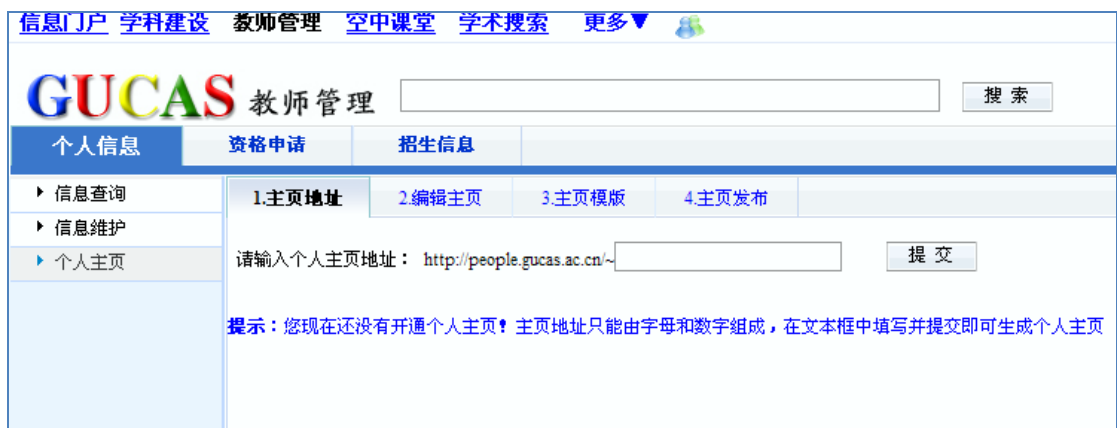 信息门户 学科建设 教师管理 空中课堂 学术搜索 更多▼
GUCAS 教师管理 搜 索
个人信息 资格申请 招生信息
信息查询 1.主页地址 2.编辑主页 3.主页模版 4.主页发布
信息维护
个人主页 请输入个人主页地址： http://people.gucas.ac.cn/~ 提 交
提示：您现在还没有开通个人主页！主页地址只能由字母和数字组成，在文本框中填写并提交即可生成个人主页